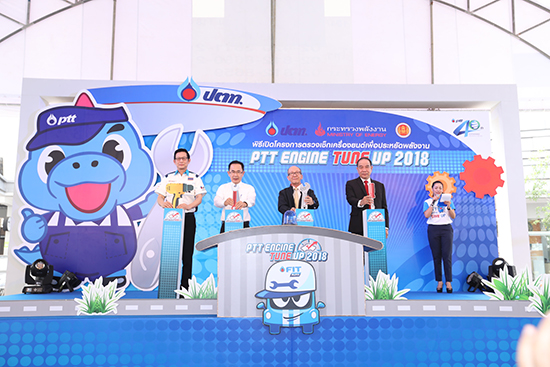 ptt
ปตท.
ปตท. กระทรวงพลังงาน
MINISTRY OF ENERGY
ptt
40
พิธีเปิดโครงการตรวจเช็คเครื่องยนต์เพื่อประหยัดพลังงาน
PTT ENGINE TUNE UP 2018
PTT ENGINE
TUNE UP 2018
FIT